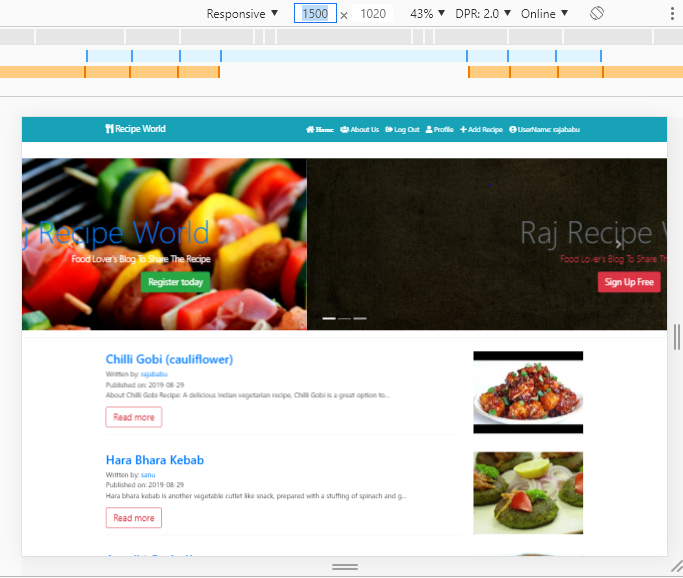 Responsive 1500 × 1020 43% DPR: 2.0 Online
Recipe World Home About Us Log Out Profile Add Recipe UserName: rajababu
j Recipe World
Food Lover's Blog To Share The Recipe
Register today
Raj Recipe
Food Lover's Blog To Share Th
Sign Up Free
Chilli Gobi (cauliflower)
Written by: rajababu
Published on: 2019-08-29
About Chilli Gobi Recipe: A delicious Indian vegetarian recipe, Chilli Gobi is a great option to...
Read more
Hara Bhara Kebab
Written by: sanu
Published on: 2019-08-29
Hara bhara kebab is another vegetable cutlet like snack, prepared with a stuffing of spinach and g...
Read more